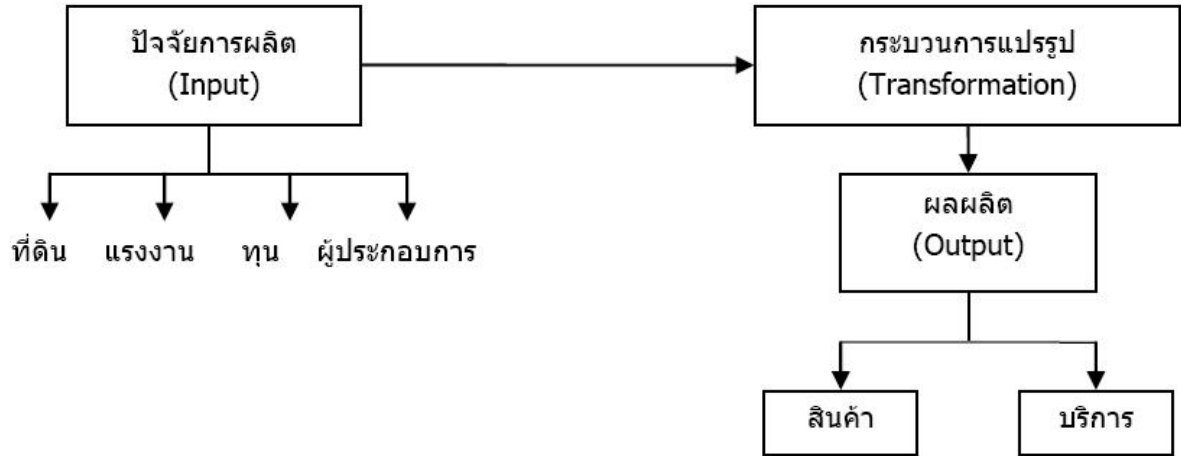 ปัจจัยการผลิต
(Input)
กระบวนการแปรรูป
(Transformation)
ที่ดิน แรงงาน ทุน ผู้ประกอบการ
ผลผลิต
(Output)
สินค้า
บริการ